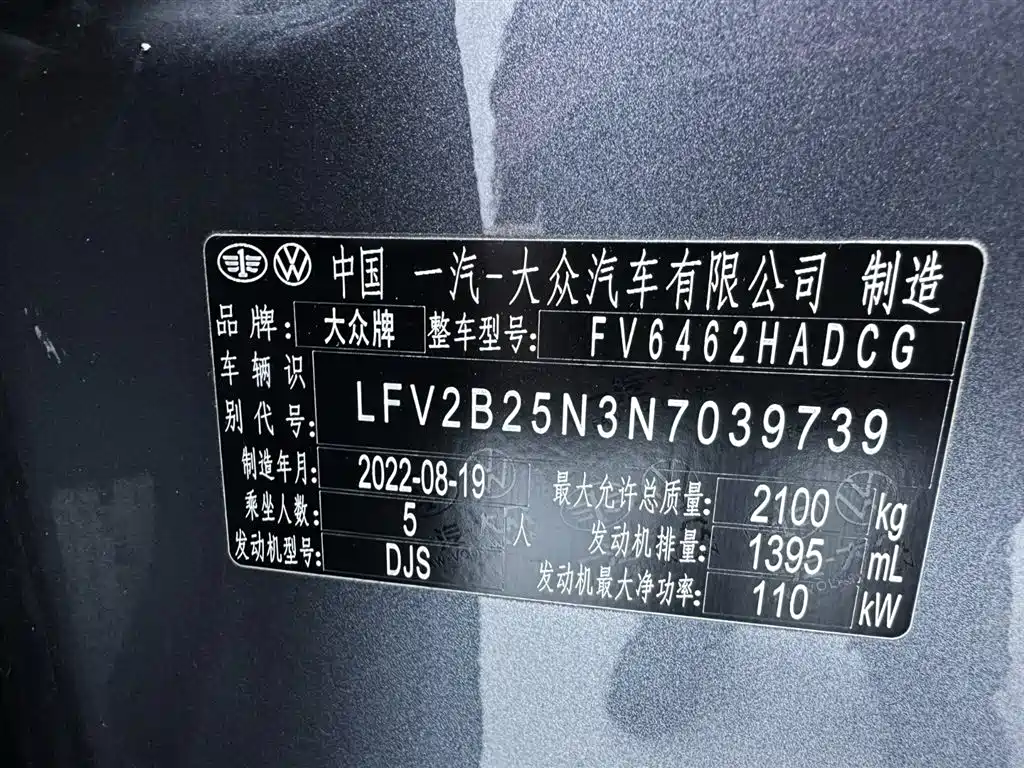 中国 一汽-大众汽车有限公司 制造
品牌: 大众牌 整车型号: FV6462HADCG
车辆识别代号: LFV2B25N3N7039739
制造年月: 2022-08-19 最大允许总质量: 2100 kg
乘坐人数: 5 人 发动机排量: 1395 mL
发动机型号: DJS 发动机最大净功率: 110 kW